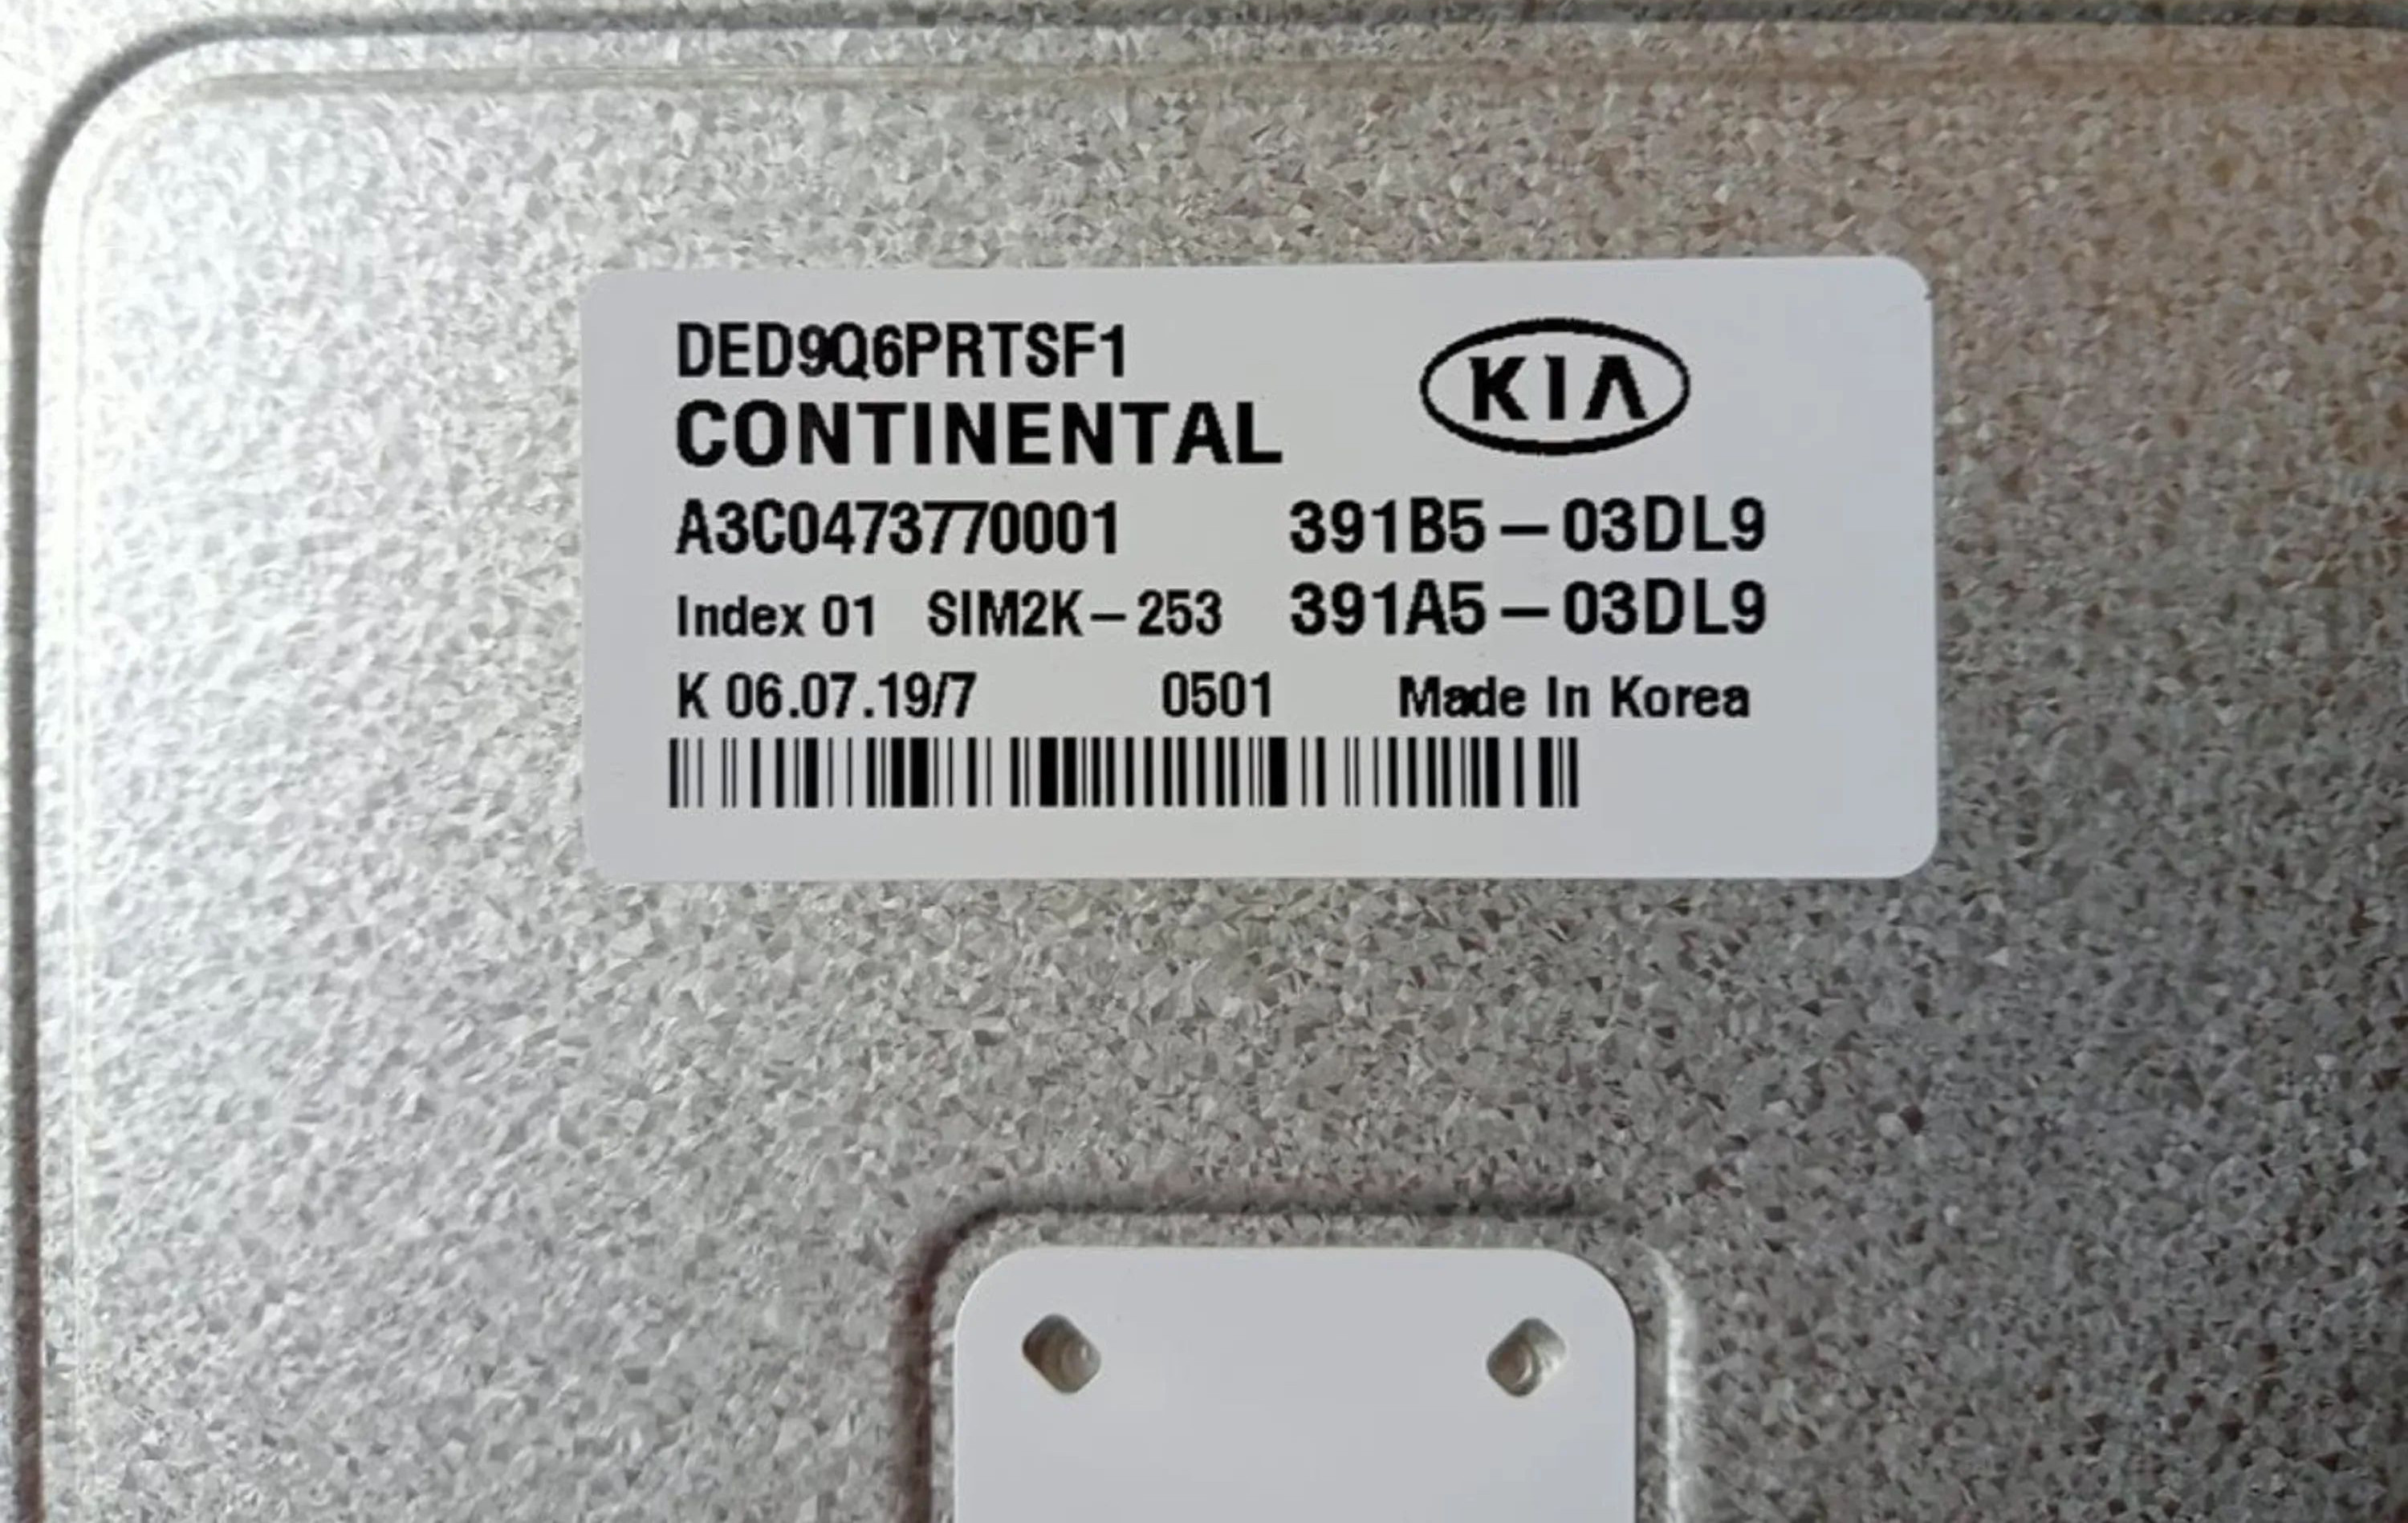 DED9Q6PRTSF1
KIA
CONTINENTAL
A3C0473770001 391B5-03DL9
Index 01 SIM2K-253 391A5-03DL9
K 06.07.19/7 0501 Made In Korea